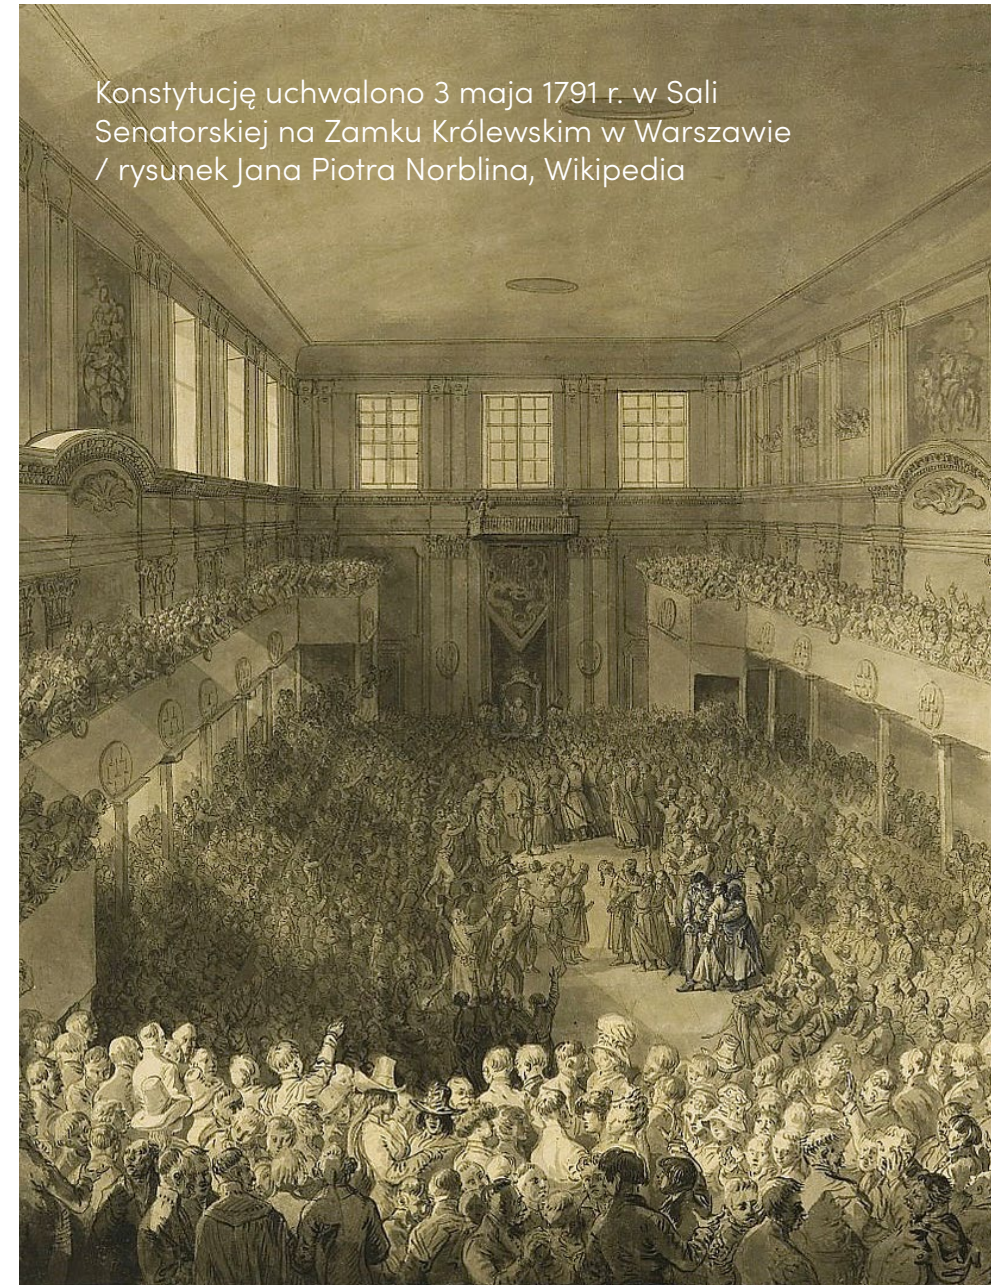 Konstytucję uchwalono 3 maja 1791 r. w Sali
Senatorskiej na Zamku Królewskim w Warszawie
/ rysunek Jana Piotra Norblina, Wikipedia